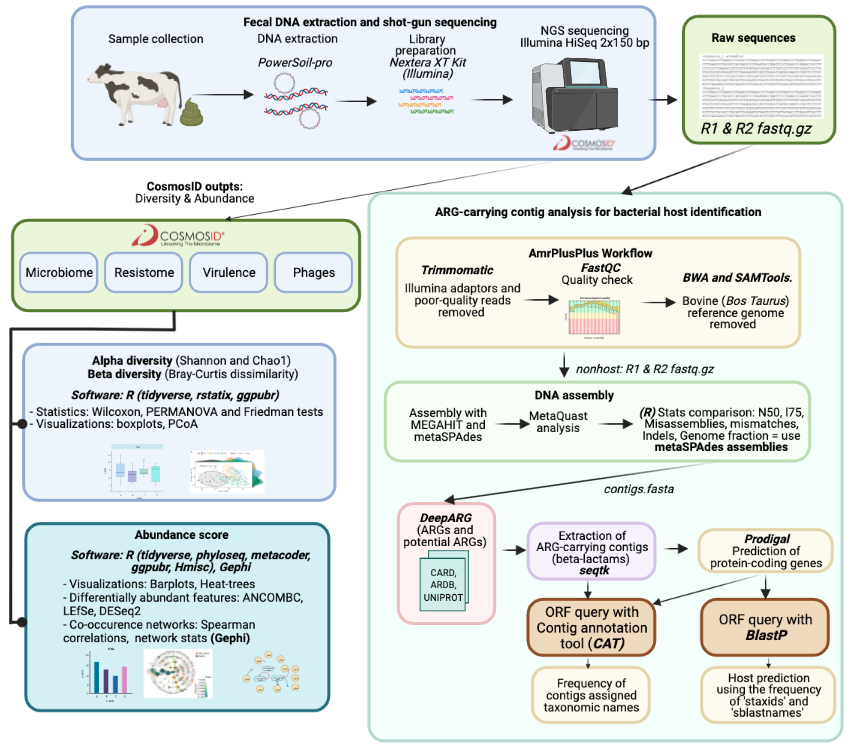 Fecal DNA extraction and shot-gun sequencing
Sample collection
DNA extraction
PowerSoil-pro
Library
preparation
Nextera XT Kit
(Illumina)
NGS sequencing
Illumina HiSeq 2x150 bp
COSMOSID
Unlocking The Microbiome
Raw sequences
R1 & R2 fastq.gz
CosmosID outpts:
Diversity & Abundance
COSMOSID®
Unlocking The Microbiome
Microbiome
Resistome
Virulence
Phages
Alpha diversity (Shannon and Chao1)
Beta diversity (Bray-Curtis dissimilarity)
Software: R (tidyverse, rstatix, ggpubr)
- Statistics: Wilcoxon, PERMANOVA and Friedman tests
- Visualizations: boxplots, PCoA
Abundance score
Software: R (tidyverse, phyloseq, metacoder,
ggpubr, Hmisc), Gephi
- Visualizations: Barplots, Heat-trees
- Differentially abundant features: ANCOMBC,
LEfSe, DESeq2
- Co-occurence networks: Spearman
correlations, network stats (Gephi)
ARG-carrying contig analysis for bacterial host identification
AmrPlusPlus Workflow
Trimmomatic
Illumina adaptors and
poor-quality reads
removed
FastQC
Quality check
BWA and SAMTools.
Bovine (Bos Taurus)
reference genome
removed
nonhost: R1 & R2 fastq.gz
DNA assembly
Assembly with
MEGAHIT and
metaSPAdes
MetaQuast
analysis
(R) Stats comparison: N50, l75,
Misassemblies, mismatches,
Indels, Genome fraction = use
metaSPAdes assemblies
contigs.fasta
DeepARG
(ARGs and
potential ARGs)
CARD,
ARDB,
UNIPROT
Extraction of
ARG-carrying contigs
(beta-lactams)
seqtk
Prodigal
Prediction of
protein-coding genes
ORF query with
Contig annotation
tool (CAT)
ORF query with
BlastP
Frequency of
contigs assigned
taxonomic names
Host prediction
using the frequency
of 'staxids' and
'sblastnames'